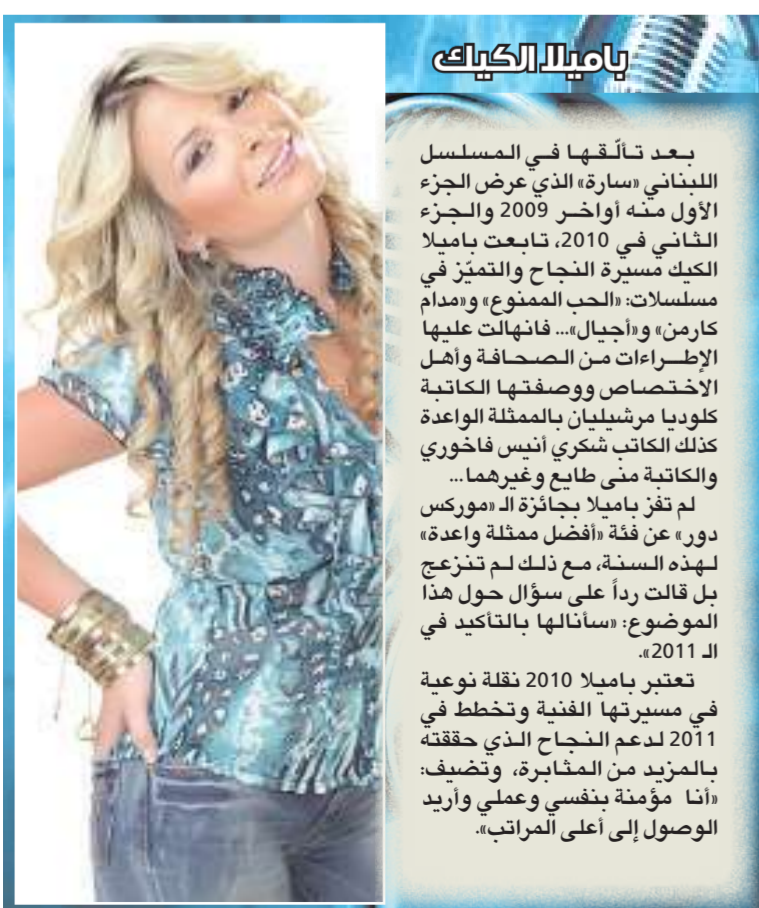 باميلا الكيك
بعد تألّقها في المسلسل
اللبناني «سارة» الذي عرض الجزء
الأول منه أواخر 2009 والجزء
الثاني في 2010، تابعت باميلا
الكيك مسيرة النجاح والتميّز في
مسلسلات: «الحب الممنوع» و«مدام
كارمن» و«أجيال»... فانهالت عليها
الإطراءات من الصحافة وأهل
الاختصاص ووصفتها الكاتبة
كلوديا مرشيليان بالممثلة الواعدة
كذلك الكاتب شكري أنيس فاخوري
والكاتبة منى طايع وغيرهما...
لم تفز باميلا بجائزة الـ «موركس
دور» عن فئة «أفضل ممثلة واعدة»
لهذه السنة، مع ذلك لم تنزعج
بل قالت رداً على سؤال حول هذا
الموضوع: «سأنالها بالتأكيد في
الـ 2011».
تعتبر باميلا 2010 نقلة نوعية
في مسيرتها الفنية وتخطط في
2011 لدعم النجاح الذي حققته
بالمزيد من المثابرة، وتضيف:
«أنا مؤمنة بنفسي وعملي وأريد
الوصول إلى أعلى المراتب».